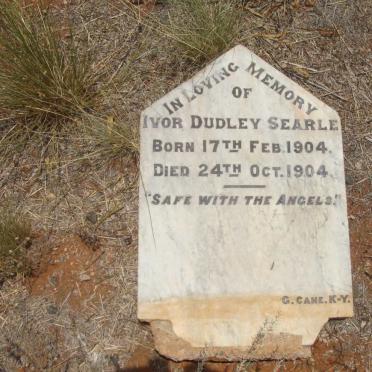 IN LOVING MEMORY
OF
IVOR DUDLEY SEARLE
BORN 17TH FEB. 1904.
DIED 24TH OCT. 1904.
"SAFE WITH THE ANGELS."
G. CANE. K-Y.